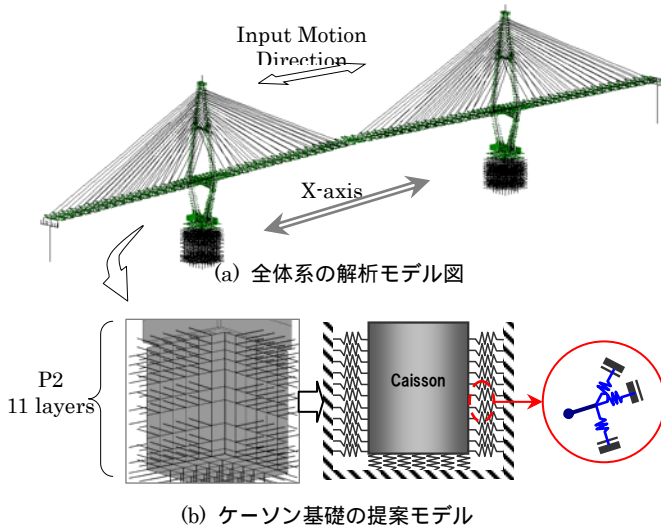 Input Motion
Direction
X-axis
(a) 全体系の解析モデル図
P2
11 layers
Caisson
(b) ケーソン基礎の提案モデル